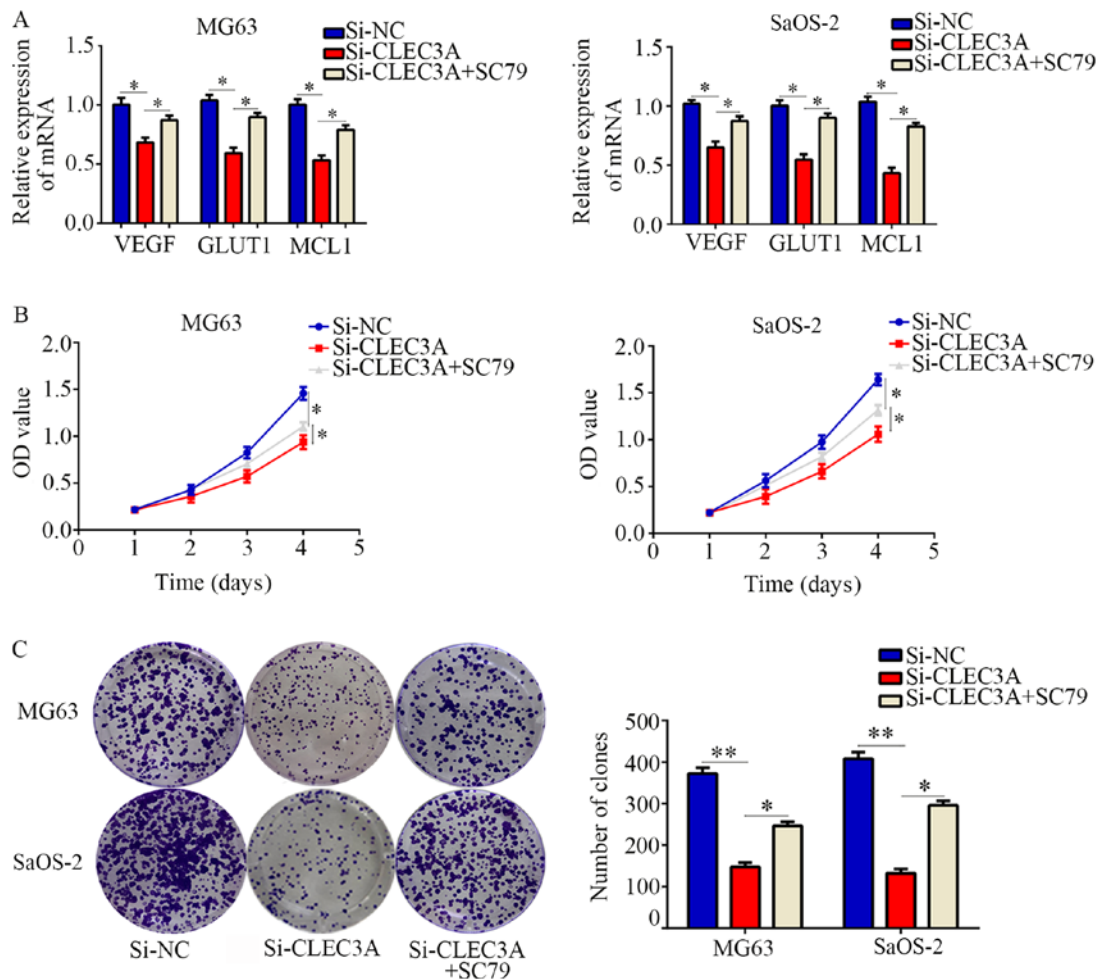 A
MG63
Si-NC
Si-CLEC3A
Si-CLEC3A+SC79
Relative expression
of mRNA
1.5
1.0
0.5
0.0
* * * * * *
VEGF GLUT1 MCL1
SaOS-2
Si-NC
Si-CLEC3A
Si-CLEC3A+SC79
Relative expression
of mRNA
1.5
1.0
0.5
0.0
* * * * * *
VEGF GLUT1 MCL1
B
MG63
Si-NC
Si-CLEC3A
Si-CLEC3A+SC79
OD value
2.0
1.5
1.0
0.5
0.0
*
*
0 1 2 3 4 5
Time (days)
SaOS-2
Si-NC
Si-CLEC3A
Si-CLEC3A+SC79
OD value
2.0
1.5
1.0
0.5
0.0
*
*
0 1 2 3 4 5
Time (days)
C
MG63
SaOS-2
Si-NC Si-CLEC3A Si-CLEC3A
+SC79
Si-NC
Si-CLEC3A
Si-CLEC3A+SC79
Number of clones
500
400
300
200
100
0
** * ** *
MG63 SaOS-2